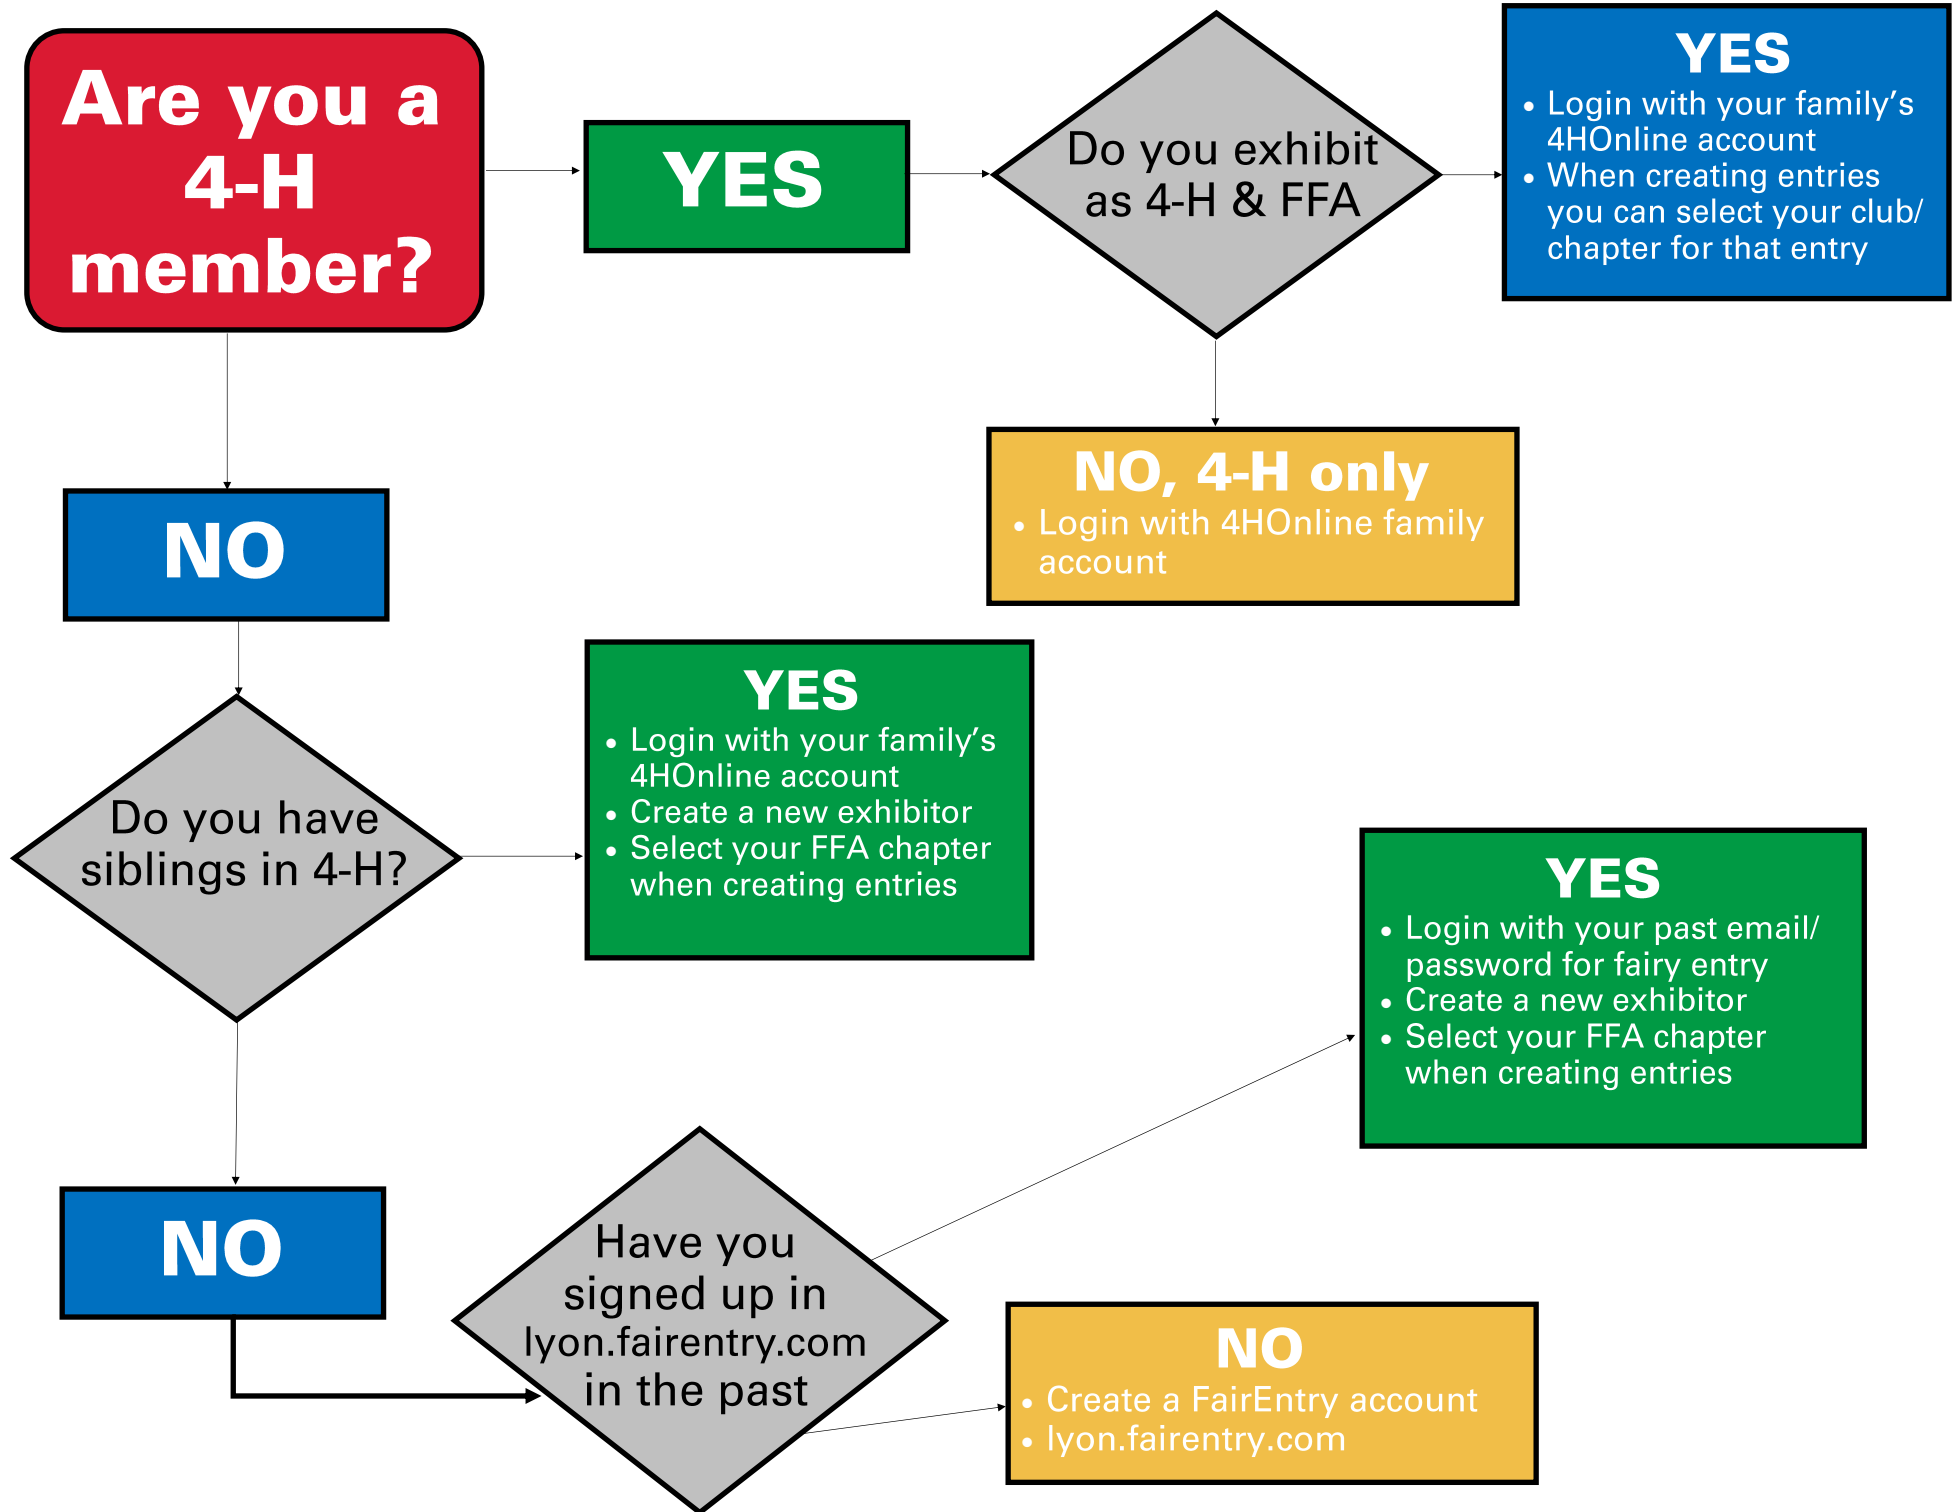 Are you a
4-H
member?
YES
Do you exhibit
as 4-H & FFA
YES
• Login with your family’s
4HOnline account
• When creating entries
you can select your club/
chapter for that entry
NO, 4-H only
• Login with 4HOnline family
account
NO
Do you have
siblings in 4-H?
YES
• Login with your family’s
4HOnline account
• Create a new exhibitor
• Select your FFA chapter
when creating entries
NO
Have you
signed up in
lyon.fairentry.com
in the past
YES
• Login with your past email/
password for fairy entry
• Create a new exhibitor
• Select your FFA chapter
when creating entries
NO
• Create a FairEntry account
• lyon.fairentry.com